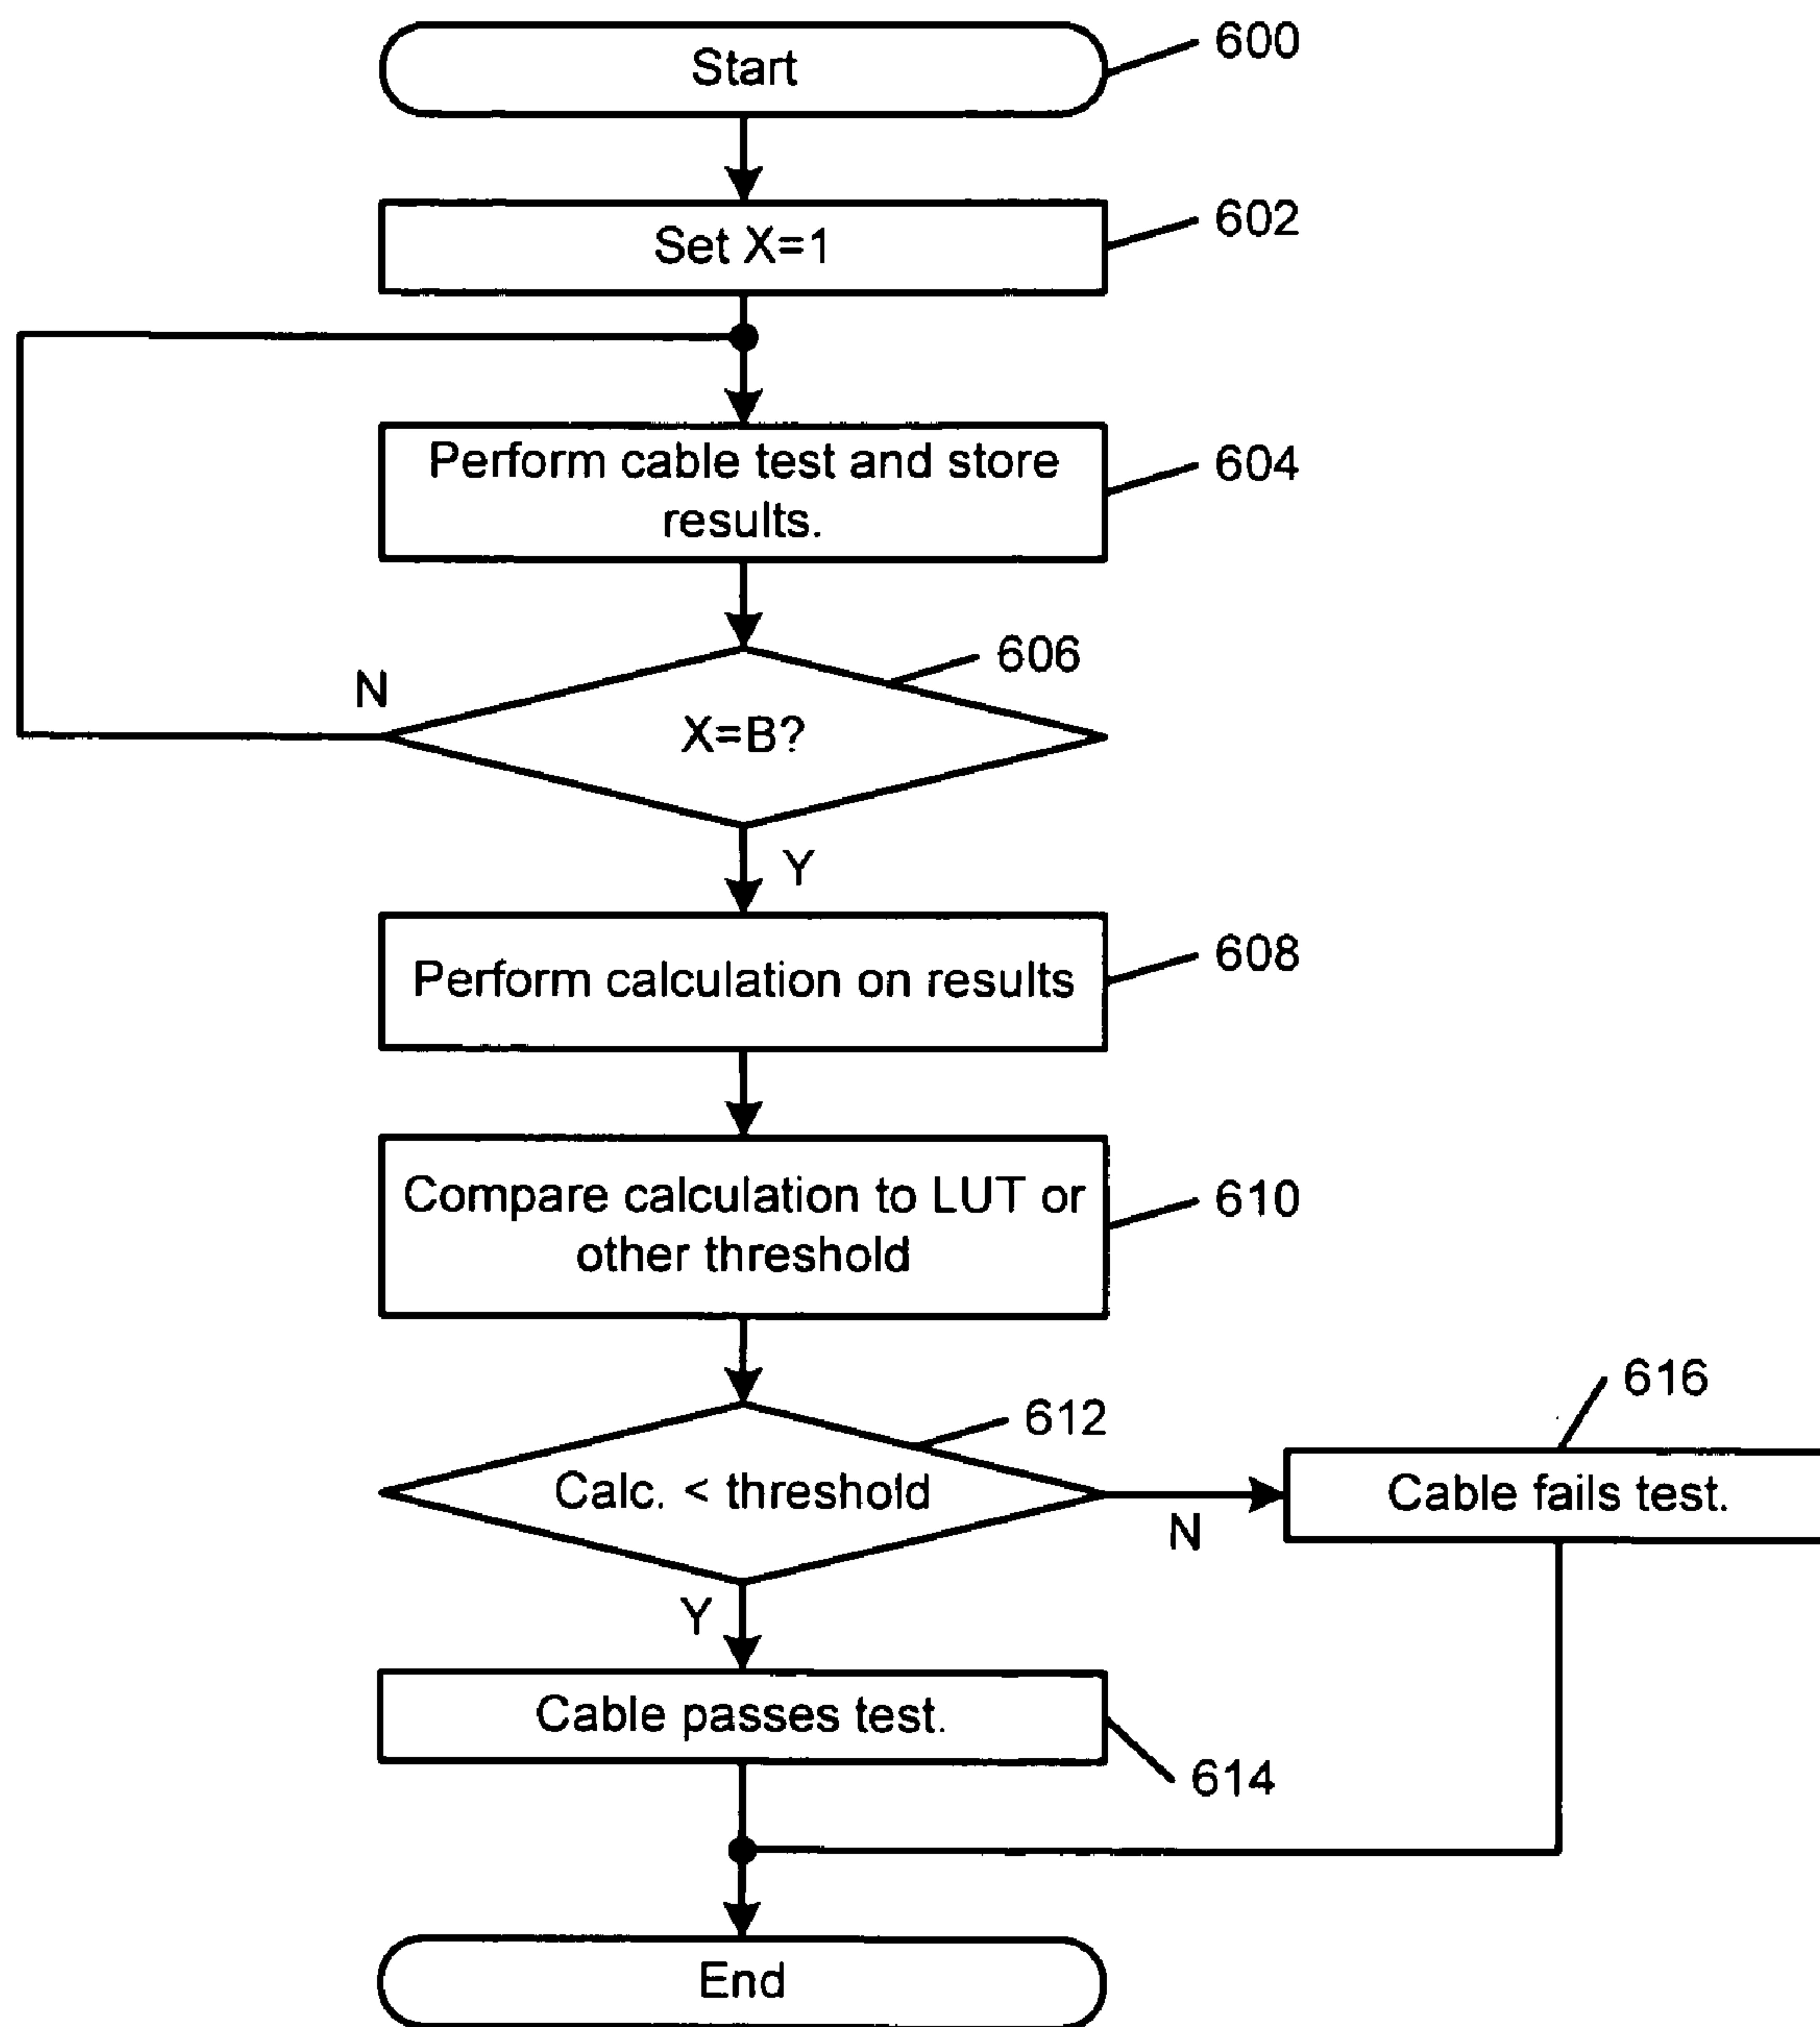 Start
600
Set X=1
602
Perform cable test and store
results.
604
606
N
X=B?
Y
Perform calculation on results
608
Compare calculation to LUT or
other threshold
610
612
616
Calc. < threshold
N
Cable fails test.
Y
Cable passes test.
614
End